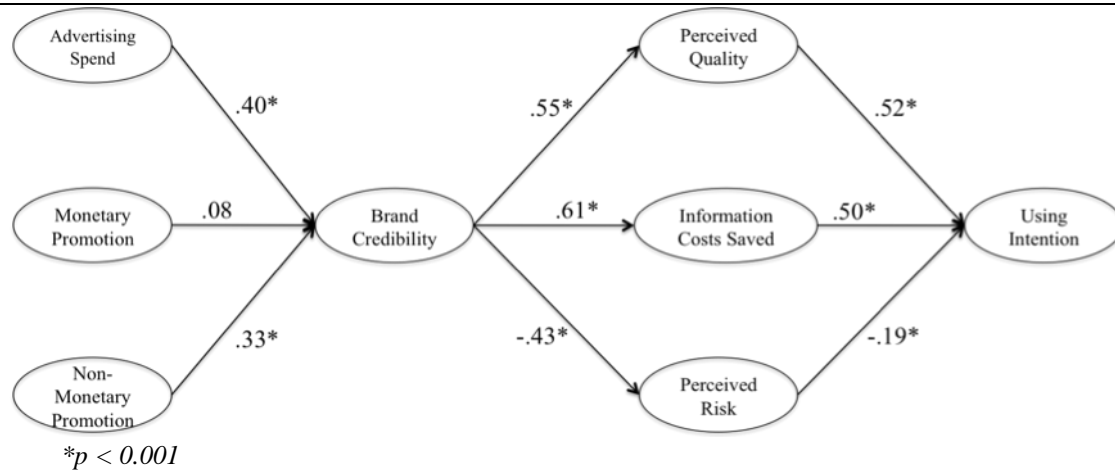 Advertising
Spend
Perceived
Quality
.40*
.55*
.52*
Monetary
Promotion
.08
Brand
Credibility
.61*
Information
Costs Saved
.50*
Using
Intention
.33*
-.43*
-.19*
Non-
Monetary
Promotion
Perceived
Risk
*p < 0.001